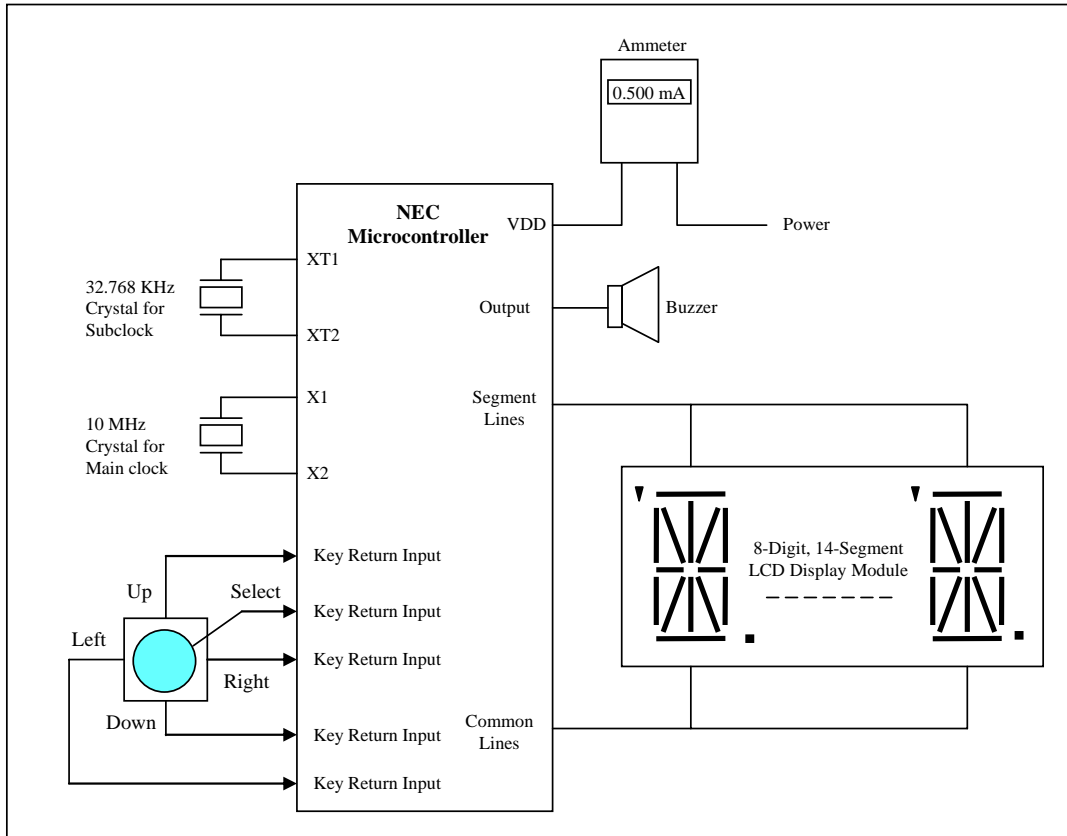 Ammeter
0.500 mA
NEC
Microcontroller
VDD
Power
XT1
32.768 KHz
Crystal for
Subclock
XT2
Output
Buzzer
X1
Segment
Lines
10 MHz
Crystal for
Main clock
X2
8-Digit, 14-Segment
LCD Display Module
Key Return Input
Up
Select
Key Return Input
Left
Key Return Input
Right
Down
Common
Lines
Key Return Input
Key Return Input